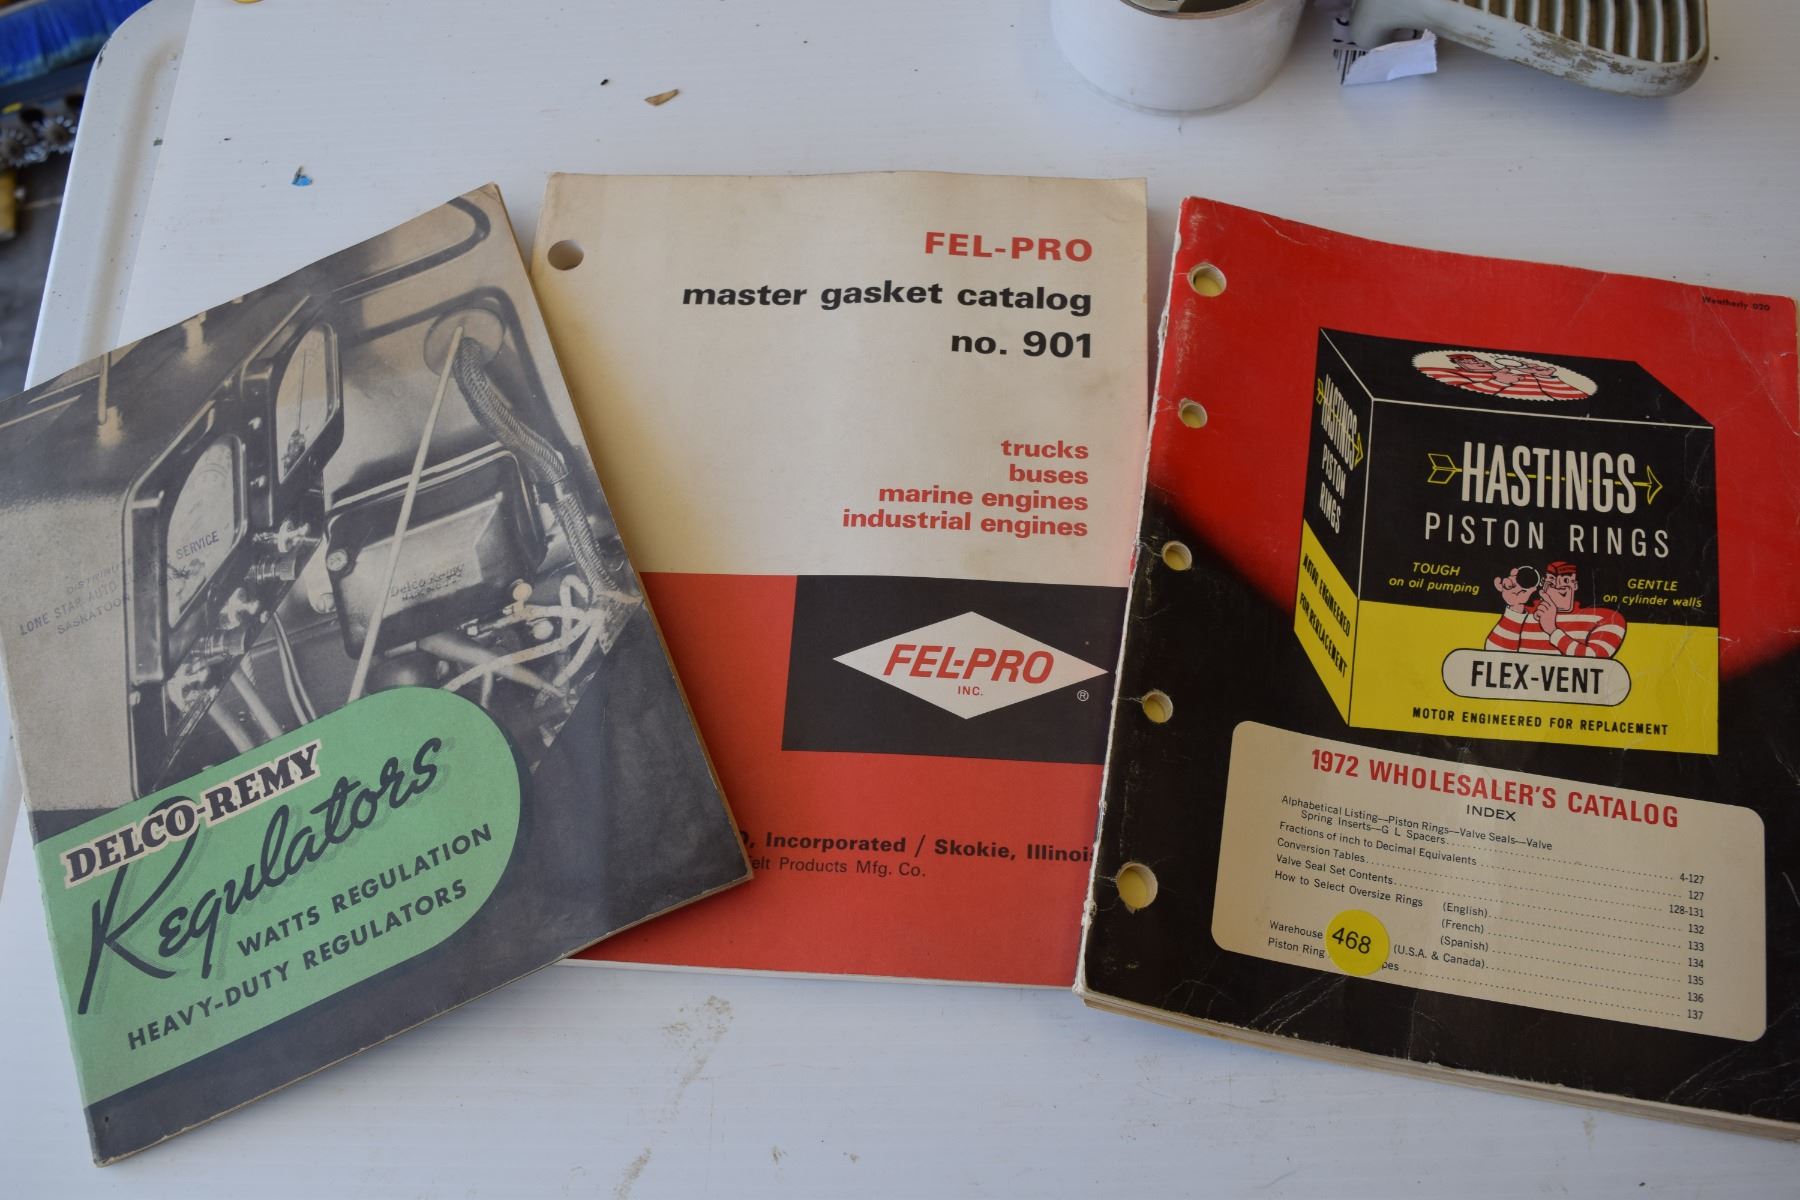 SERVICE
LONE STAR AUTO
SASKATOON
Delco-Remy
DELCO-REMY
Regulators
WATTS REGULATION
HEAVY-DUTY REGULATORS
FEL-PRO
master gasket catalog
no. 901
trucks
buses
marine engines
industrial engines
FEL-PRO
INC.
®
Incorporated / Skokie, Illinois
Products Mfg. Co.
Weatherly 020
HASTINGS
PISTON
RINGS
MOTOR ENGINEERED
FOR REPLACEMENT
HASTINGS
PISTON RINGS
TOUGH
on oil pumping
GENTLE
on cylinder walls
FLEX-VENT
MOTOR ENGINEERED FOR REPLACEMENT
1972 WHOLESALER'S CATALOG
INDEX
Alphabetical Listing—Piston Rings—Valve Seals—Valve
Spring Inserts—G L Spacers 4-127
Fractions of inch to Decimal Equivalents 127
Conversion Tables 128-131
Valve Seal Set Contents 132
How to Select Oversize Rings (English) 133
(French) 134
(Spanish) 135
Warehouse (U.S.A. & Canada) 136
Piston Ring 137
468